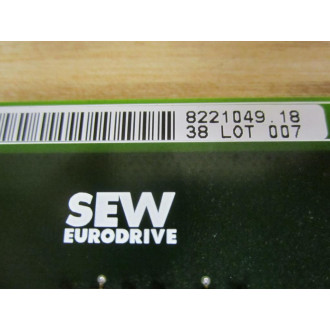 8221049.18
38 LOT 007
SEW
EURODRIVE